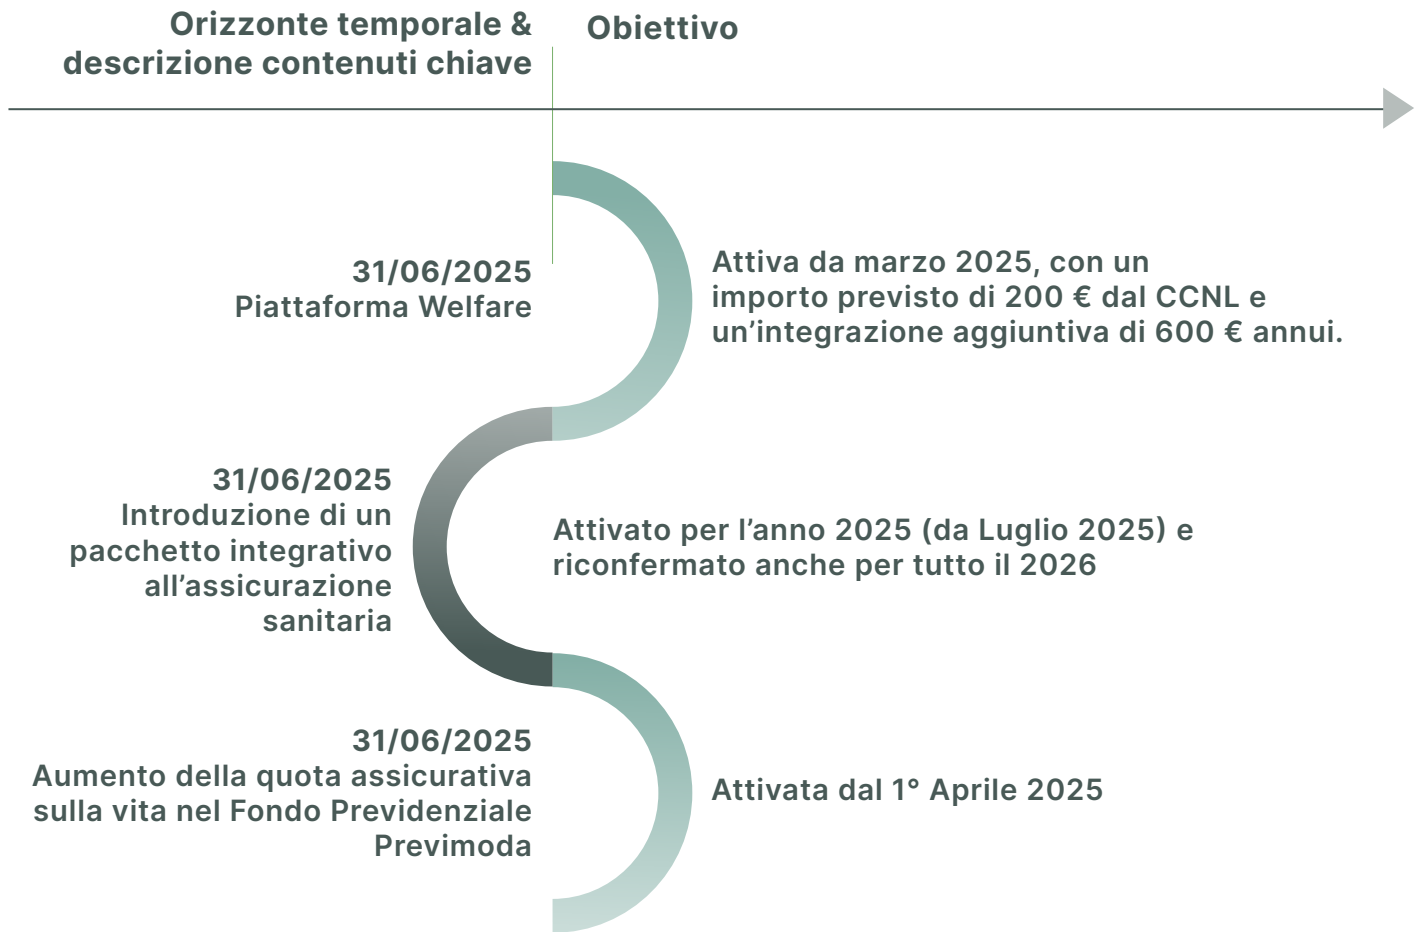 Orizzonte temporale &
descrizione contenuti chiave
Obiettivo
31/06/2025
Piattaforma Welfare
Attiva da marzo 2025, con un
importo previsto di 200 € dal CCNL e
un’integrazione aggiuntiva di 600 € annui.
31/06/2025
Introduzione di un
pacchetto integrativo
all’assicurazione
sanitaria
Attivato per l’anno 2025 (da Luglio 2025) e
riconfermato anche per tutto il 2026
31/06/2025
Aumento della quota assicurativa
sulla vita nel Fondo Previdenziale
Previmoda
Attivata dal 1° Aprile 2025